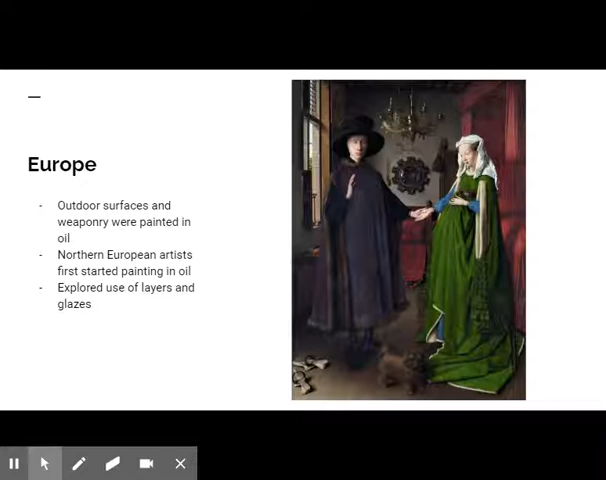 Europe
- Outdoor surfaces and
weaponry were painted in
oil
- Northern European artists
first started painting in oil
- Explored use of layers and
glazes